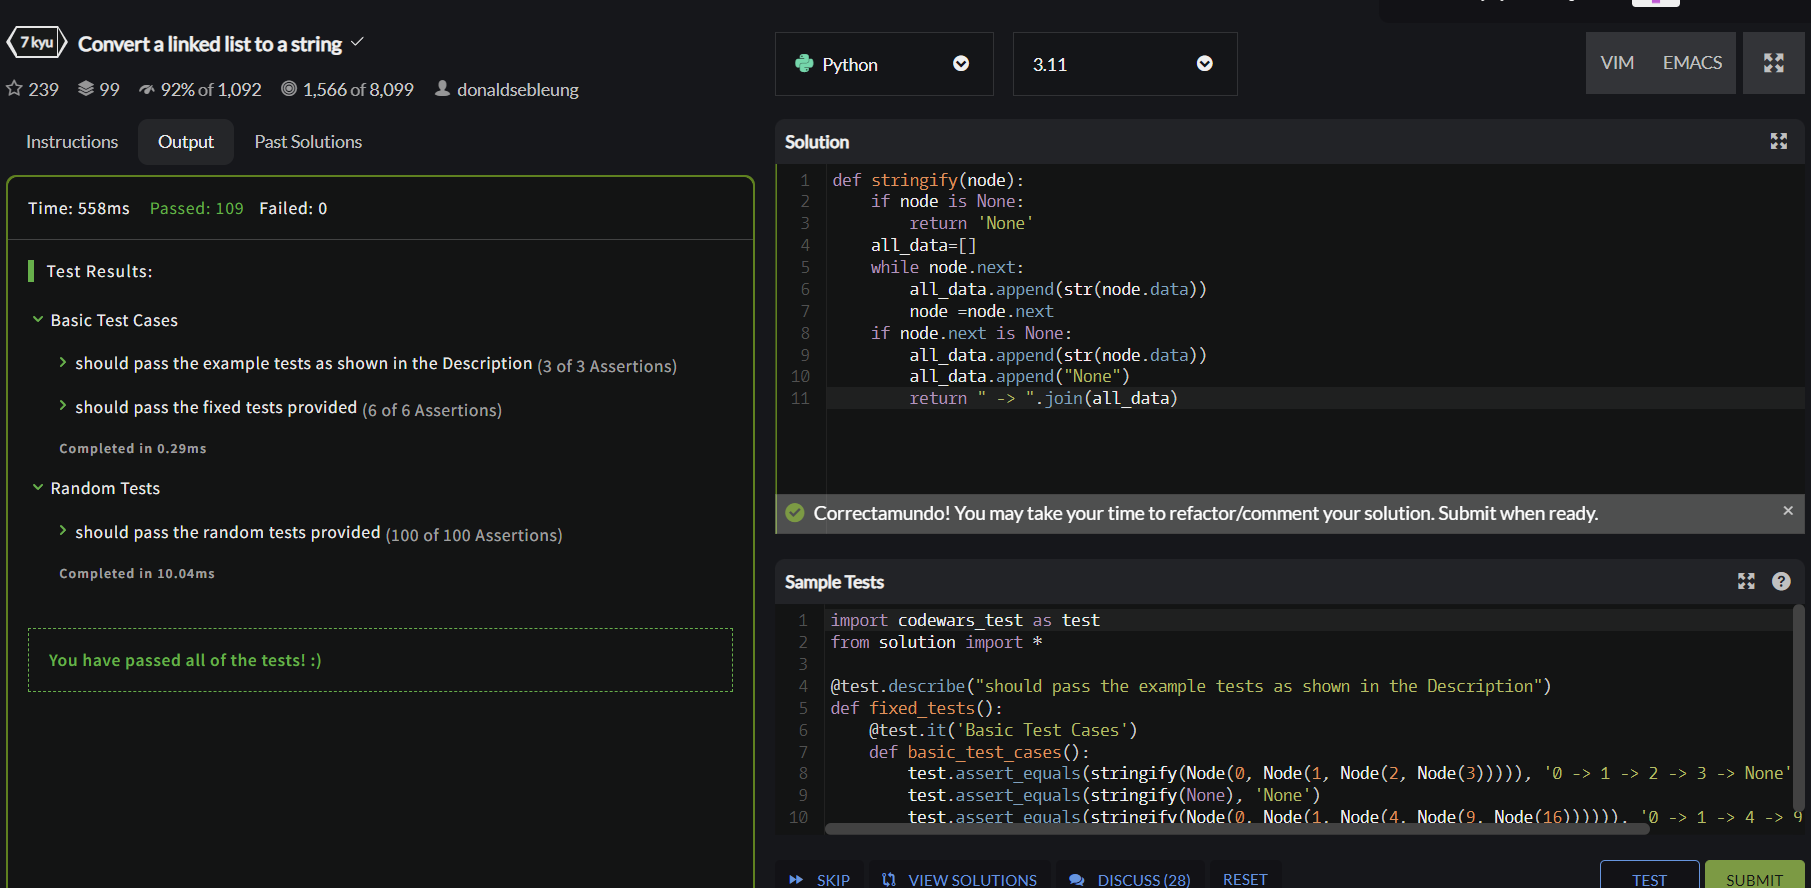 7 kyu
Convert a linked list to a string
239 99 92% of 1,092 1,566 of 8,099 donaldsebleung
Instructions Output Past Solutions
Time: 558ms Passed: 109 Failed: 0
Test Results:
Basic Test Cases
should pass the example tests as shown in the Description (3 of 3 Assertions)
should pass the fixed tests provided (6 of 6 Assertions)
Completed in 0.29ms
Random Tests
should pass the random tests provided (100 of 100 Assertions)
Completed in 10.04ms
You have passed all of the tests! :)
Python 3.11 VIM EMACS
Solution
1 def stringify(node):
2     if node is None:
3         return 'None'
4     all_data=[]
5     while node.next:
6         all_data.append(str(node.data))
7         node =node.next
8     if node.next is None:
9         all_data.append(str(node.data))
10         all_data.append("None")
11         return " -> ".join(all_data)
Correctamundo! You may take your time to refactor/comment your solution. Submit when ready. ×
Sample Tests ?
1 import codewars_test as test
2 from solution import *
3
4 @test.describe("should pass the example tests as shown in the Description")
5 def fixed_tests():
6     @test.it('Basic Test Cases')
7     def basic_test_cases():
8         test.assert_equals(stringify(Node(0, Node(1, Node(2, Node(3))))), '0 -> 1 -> 2 -> 3 -> None'
9         test.assert_equals(stringify(None), 'None')
10         test.assert_equals(stringify(Node(0, Node(1, Node(4, Node(9, Node(16)))))), '0 -> 1 -> 4 -> 9
SKIP VIEW SOLUTIONS DISCUSS (28) RESET TEST SUBMIT